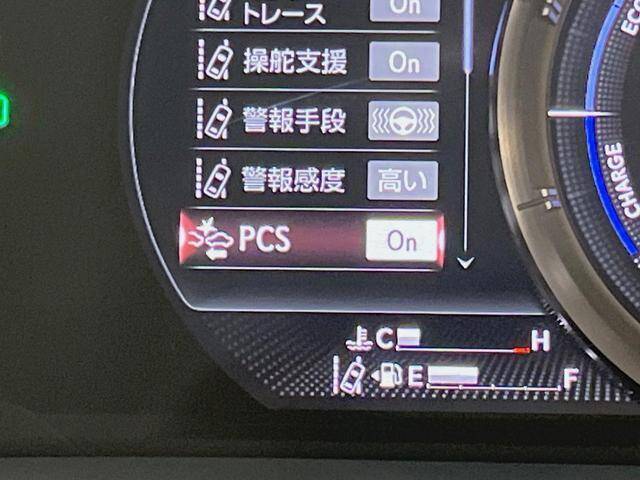 トレース On
操舵支援 On
警報手段
警報感度 高い
PCS On
C H
E F
CHARGE